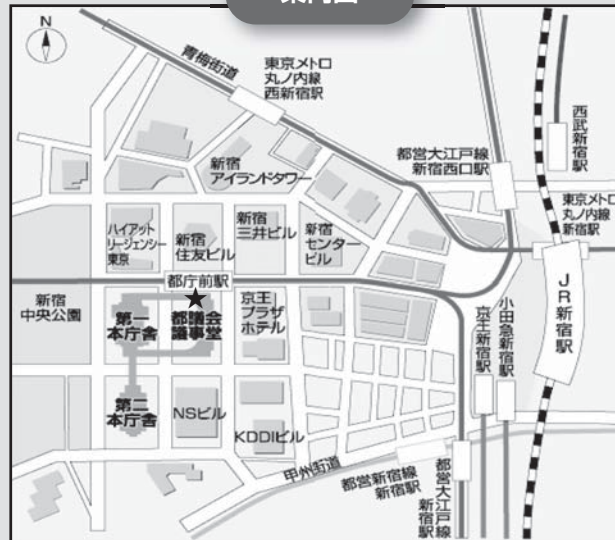 案内図
N
青梅街道
東京メトロ
丸ノ内線
西新宿駅
西武新宿駅
都営大江戸線
新宿西口駅
新宿
アイランドタワー
東京メトロ
丸ノ内線
新宿駅
ハイアット
リージェンシー
東京
新宿
住友ビル
新宿
三井ビル
新宿
センター
ビル
都庁前駅
JR新宿駅
新宿
中央公園
第一
本庁舎
都議会
議事堂
京王
プラザ
ホテル
小田急新宿駅
京王新宿駅
第二
本庁舎
NSビル
KDDIビル
甲州街道
都営新宿線
新宿駅
都営大江戸線
新宿駅